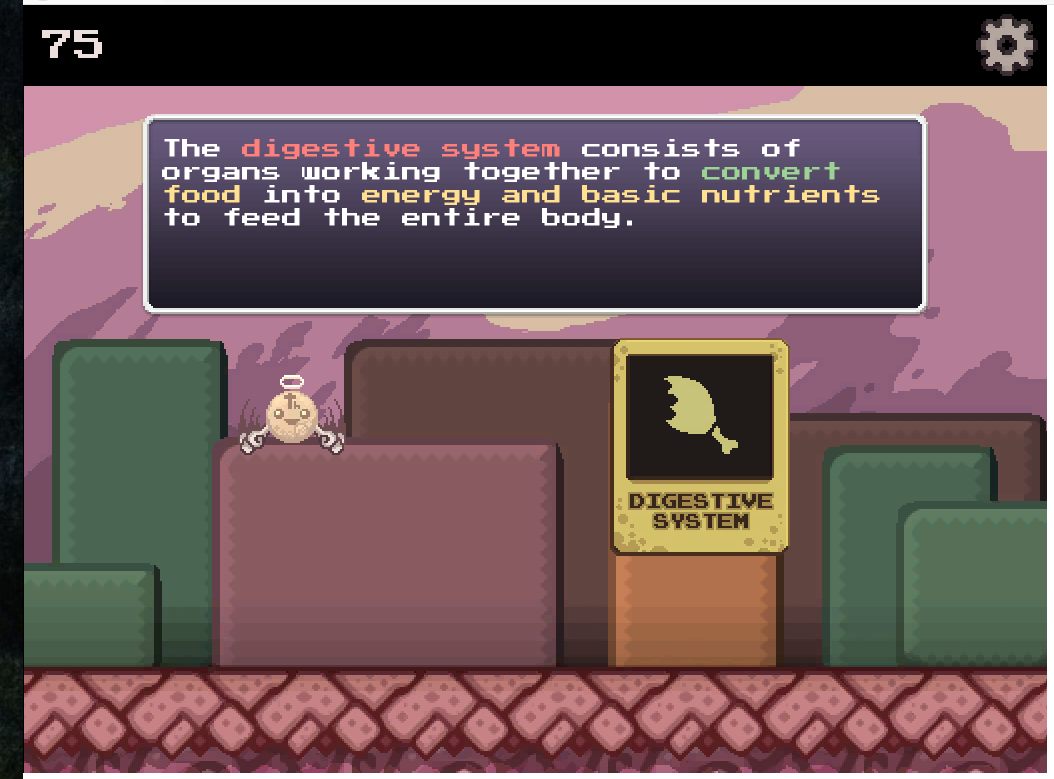 75
The digestive system consists of
organs working together to convert
food into energy and basic nutrients
to feed the entire body.
Th
DIGESTIVE
SYSTEM